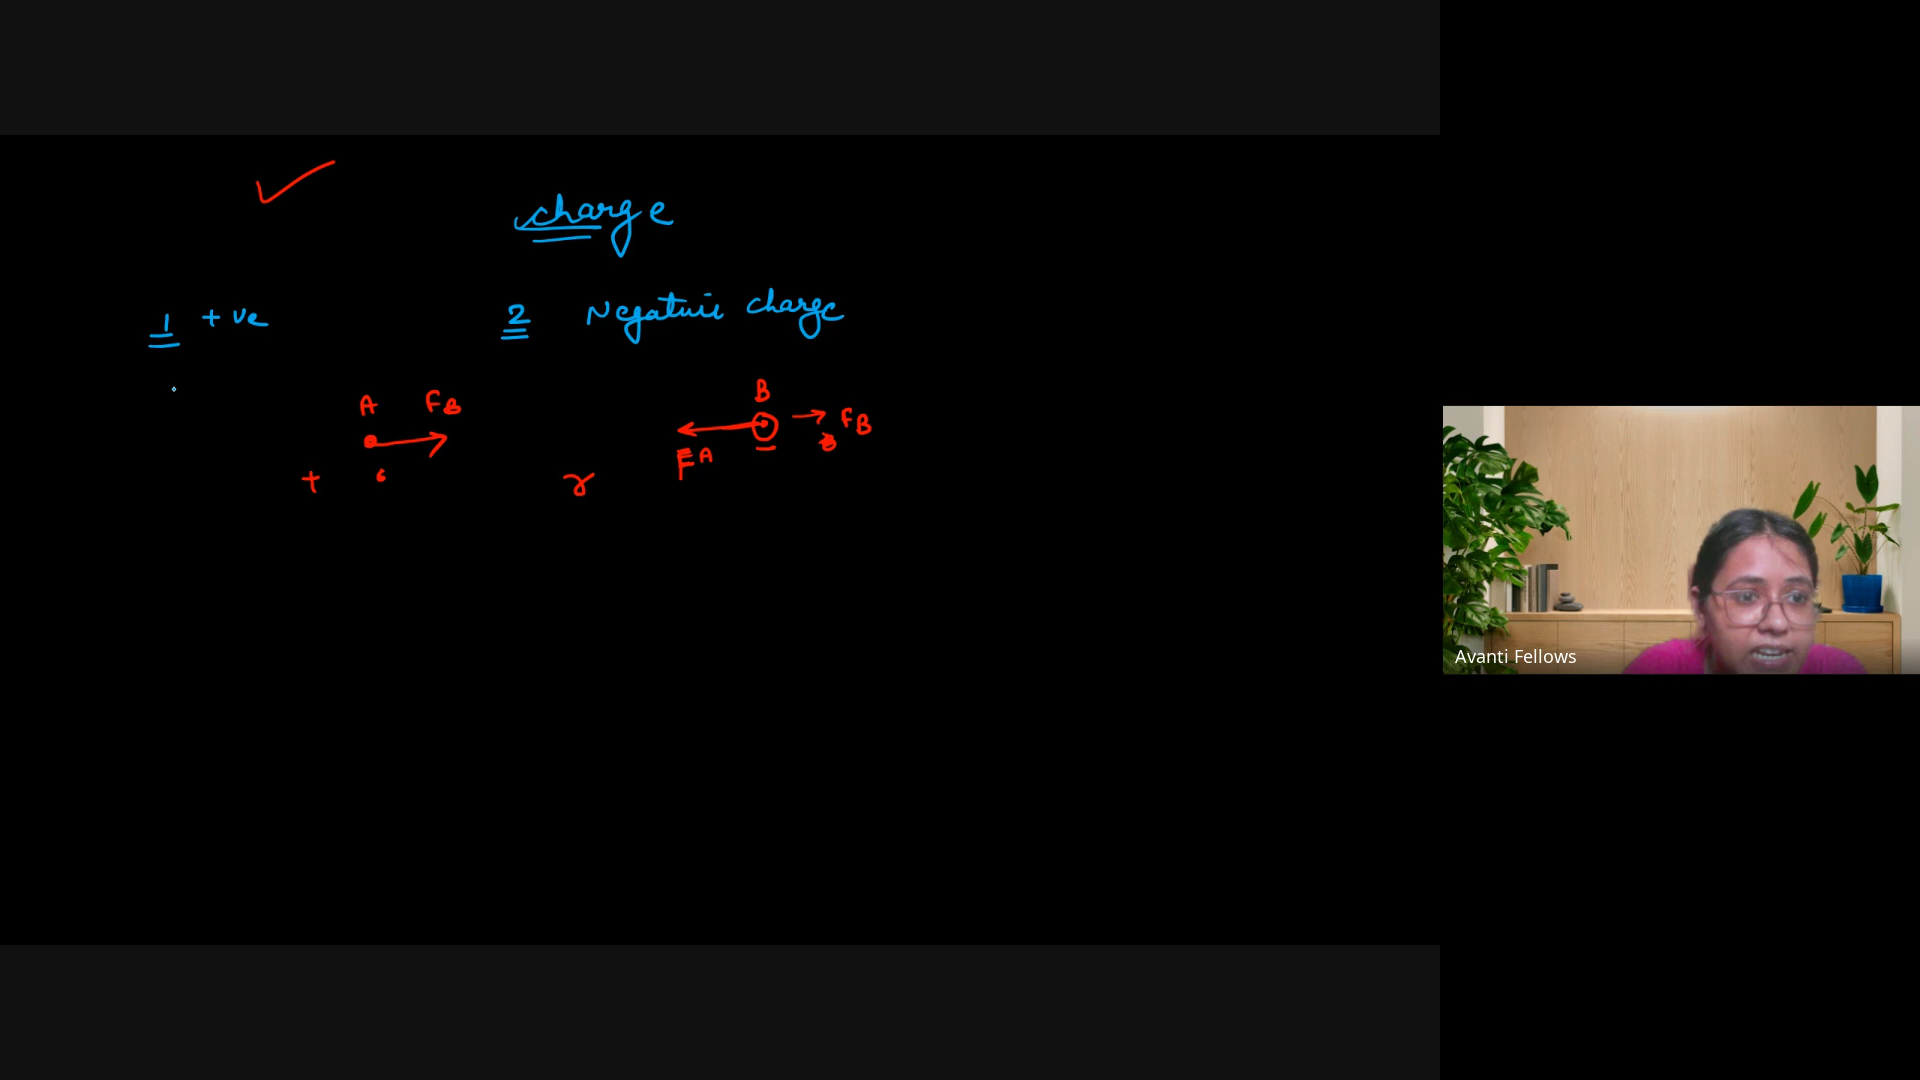 charge
1 +ve 2 Negative charge
A FB B → FB
FA B
+ r
Avanti Fellows